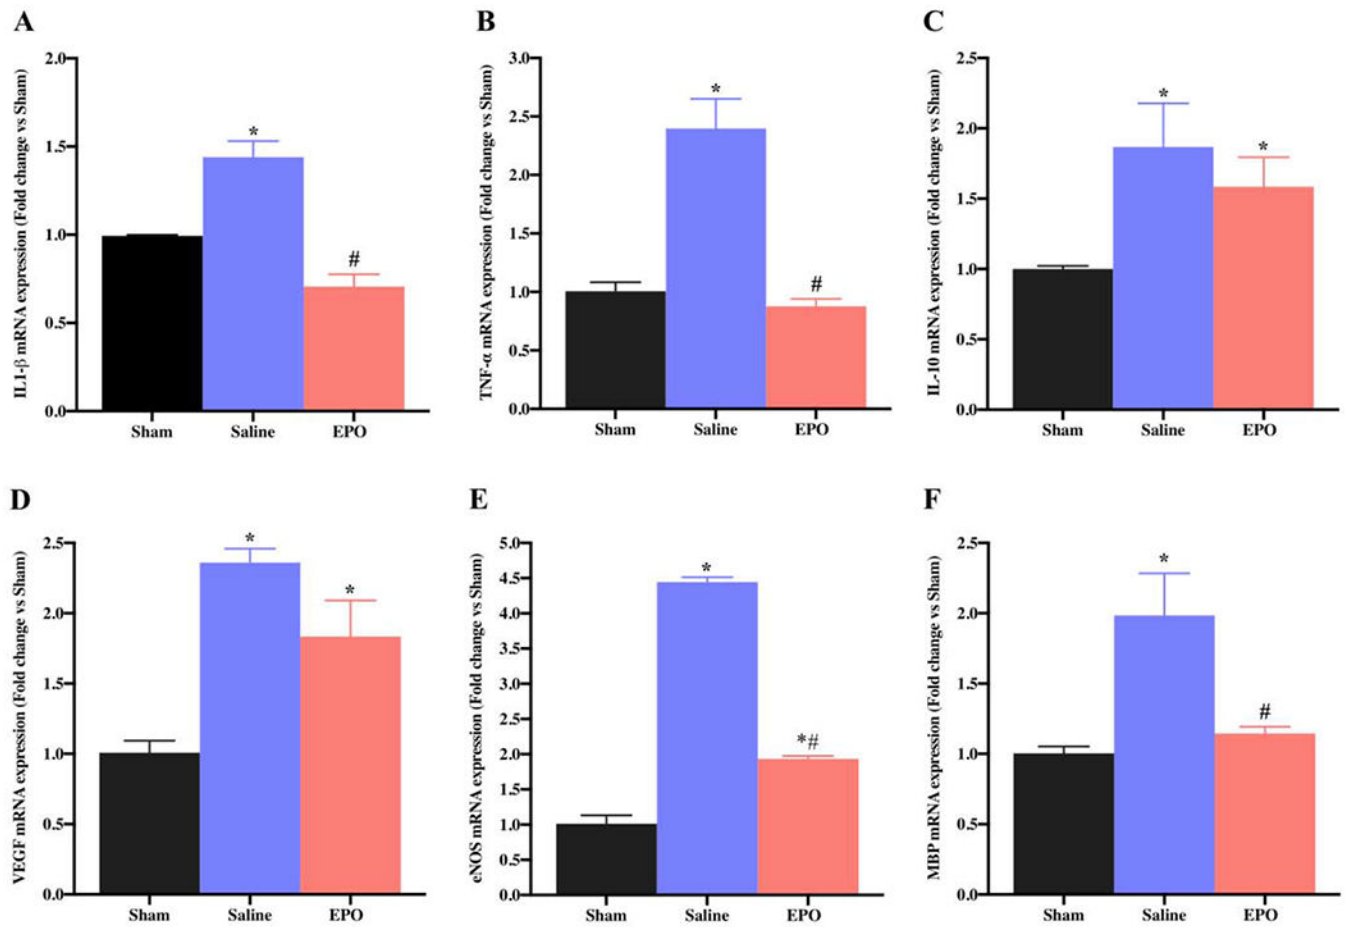 A
IL1-β mRNA expression (Fold change vs Sham)
2.0
1.5
1.0
0.5
0.0
*
#
Sham Saline EPO
B
TNF-α mRNA expression (Fold change vs Sham)
3.0
2.5
2.0
1.5
1.0
0.5
0.0
*
#
Sham Saline EPO
C
IL-10 mRNA expression (Fold change vs Sham)
2.5
2.0
1.5
1.0
0.5
0.0
*
*
Sham Saline EPO
D
VEGF mRNA expression (Fold change vs Sham)
2.5
2.0
1.5
1.0
0.5
0.0
*
*
Sham Saline EPO
E
eNOS mRNA expression (Fold change vs Sham)
5.0
4.5
4.0
3.5
3.0
2.5
2.0
1.5
1.0
0.5
0.0
*
*#
Sham Saline EPO
F
MBP mRNA expression (Fold change vs Sham)
2.5
2.0
1.5
1.0
0.5
0.0
*
#
Sham Saline EPO